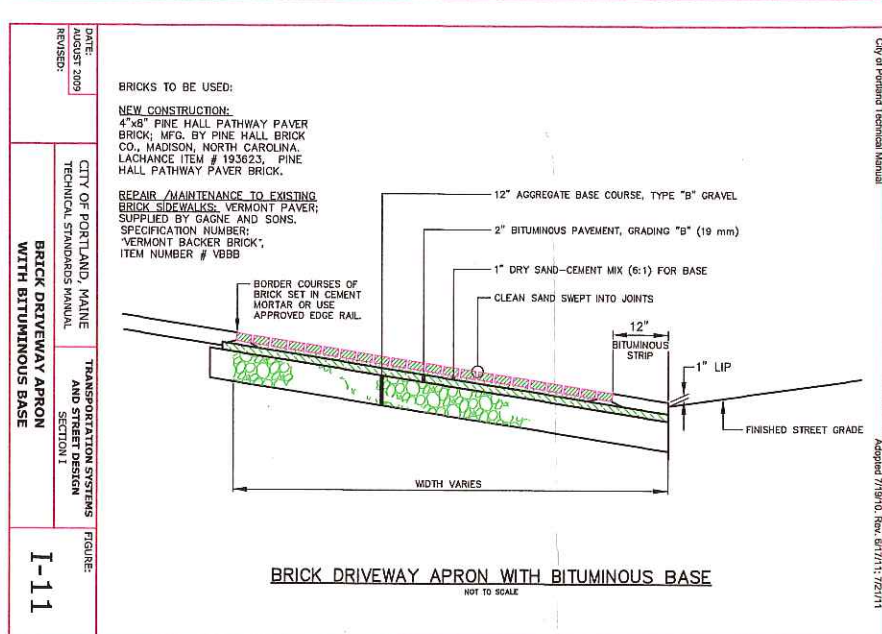 City of Portland Technical Manual
Adopted 7/19/10, Rev. 6/17/11; 7/21/11
DATE:
AUGUST 2009
REVISED:
CITY OF PORTLAND, MAINE
TECHNICAL STANDARDS MANUAL
BRICK DRIVEWAY APRON
WITH BITUMINOUS BASE
TRANSPORTATION SYSTEMS
AND STREET DESIGN
SECTION I
FIGURE:
I-11
BRICKS TO BE USED:
NEW CONSTRUCTION:
4"x8" PINE HALL PATHWAY PAVER
BRICK; MFG. BY PINE HALL BRICK
CO., MADISON, NORTH CAROLINA.
LACHANCE ITEM # 193623, PINE
HALL PATHWAY PAVER BRICK.
REPAIR /MAINTENANCE TO EXISTING
BRICK SIDEWALKS: VERMONT PAVER;
SUPPLIED BY GAGNE AND SONS.
SPECIFICATION NUMBER:
"VERMONT BACKER BRICK",
ITEM NUMBER # VBBB
12" AGGREGATE BASE COURSE, TYPE "B" GRAVEL
2" BITUMINOUS PAVEMENT, GRADING "B" (19 mm)
1" DRY SAND-CEMENT MIX (6:1) FOR BASE
CLEAN SAND SWEPT INTO JOINTS
BORDER COURSES OF
BRICK SET IN CEMENT
MORTAR OR USE
APPROVED EDGE RAIL.
12"
BITUMINOUS
STRIP
1" LIP
FINISHED STREET GRADE
WIDTH VARIES
BRICK DRIVEWAY APRON WITH BITUMINOUS BASE
NOT TO SCALE